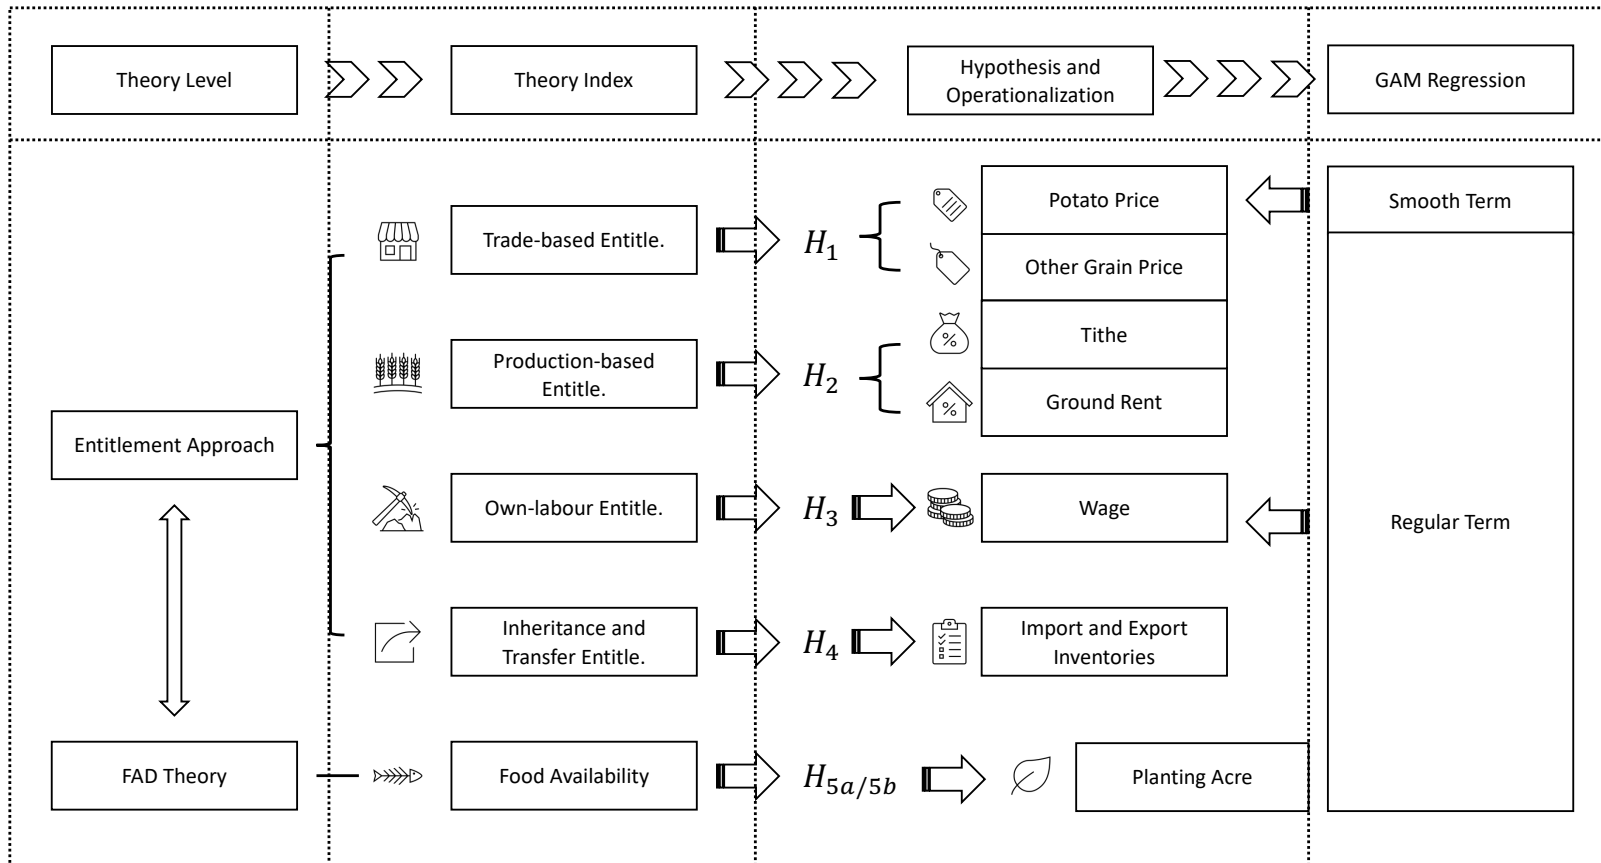 Theory Level
Theory Index
Hypothesis and
Operationalization
GAM Regression
Trade-based Entitle.
H₁
Potato Price
Other Grain Price
Smooth Term
Production-based
Entitle.
H₂
Tithe
Ground Rent
Entitlement Approach
Own-labour Entitle.
H₃
Wage
Regular Term
Inheritance and
Transfer Entitle.
H₄
Import and Export
Inventories
FAD Theory
Food Availability
H₅ₐ/₅b
Planting Acre